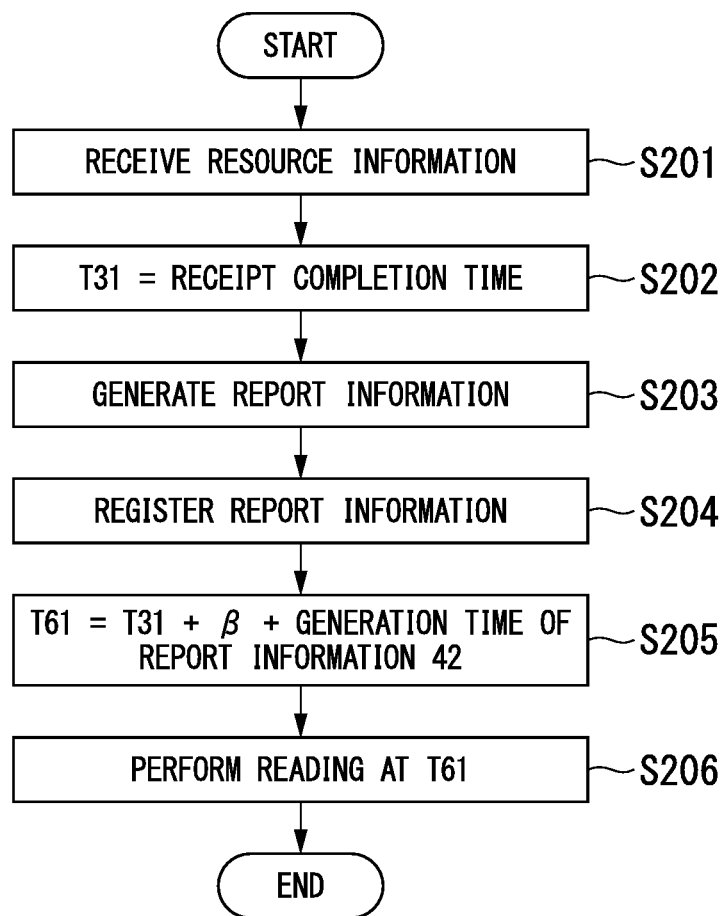 START
RECEIVE RESOURCE INFORMATION
S201
T31 = RECEIPT COMPLETION TIME
S202
GENERATE REPORT INFORMATION
S203
REGISTER REPORT INFORMATION
S204
T61 = T31 + β + GENERATION TIME OF
REPORT INFORMATION 42
S205
PERFORM READING AT T61
S206
END